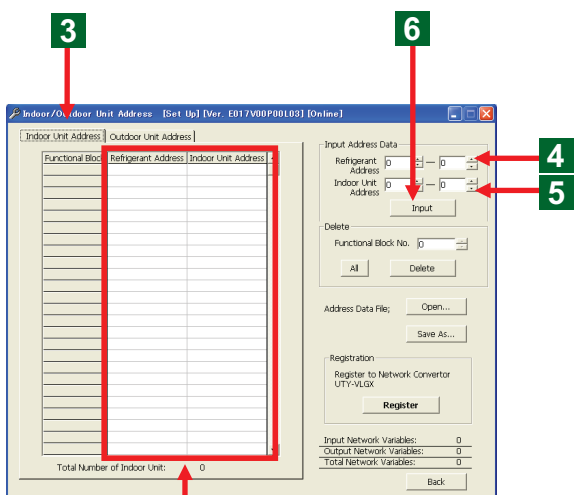 3
6
Indoor/Outdoor Unit Address [Set Up] [Ver. E017V00P00L03] [Online]
Indoor Unit Address Outdoor Unit Address
Functional Block Refrigerant Address Indoor Unit Address
Input Address Data
Refrigerant Address 0 — 0
4
Indoor Unit Address 0 — 0
5
Input
Delete
Functional Block No. 0
All Delete
Address Data File; Open...
Save As...
Registration
Register to Network Convertor
UTY-VLGX
Register
Input Network Variables: 0
Output Network Variables: 0
Total Network Variables: 0
Total Number of Indoor Unit: 0
Back